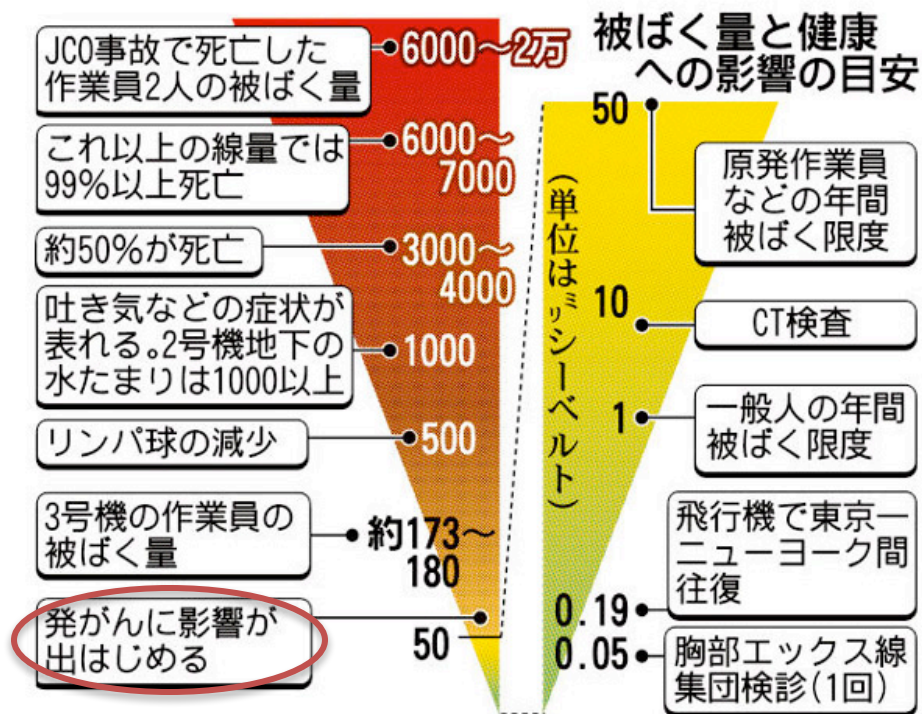 被ばく量と健康
への影響の目安
(単位はミリシーベルト)
JCO事故で死亡した
作業員2人の被ばく量
6000〜2万
これ以上の線量では
99%以上死亡
6000〜
7000
約50%が死亡
3000〜
4000
吐き気などの症状が
表れる。2号機地下の
水たまりは1000以上
1000
リンパ球の減少
500
3号機の作業員の
被ばく量
約173〜
180
発がんに影響が
出はじめる
50
50
原発作業員
などの年間
被ばく限度
10
CT検査
1
一般人の年間
被ばく限度
飛行機で東京―
ニューヨーク間
往復
0.19
0.05
胸部エックス線
集団検診(1回)